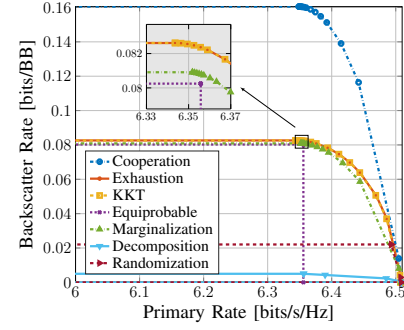 0.16
0.14
0.12
0.1
0.08
0.06
0.04
0.02
0
Backscatter Rate [bits/BB]
0.082
0.08
6.33
6.35
6.37
Cooperation
Exhaustion
KKT
Equiprobable
Marginalization
Decomposition
Randomization
6
6.1
6.2
6.3
6.4
6.5
Primary Rate [bits/s/Hz]